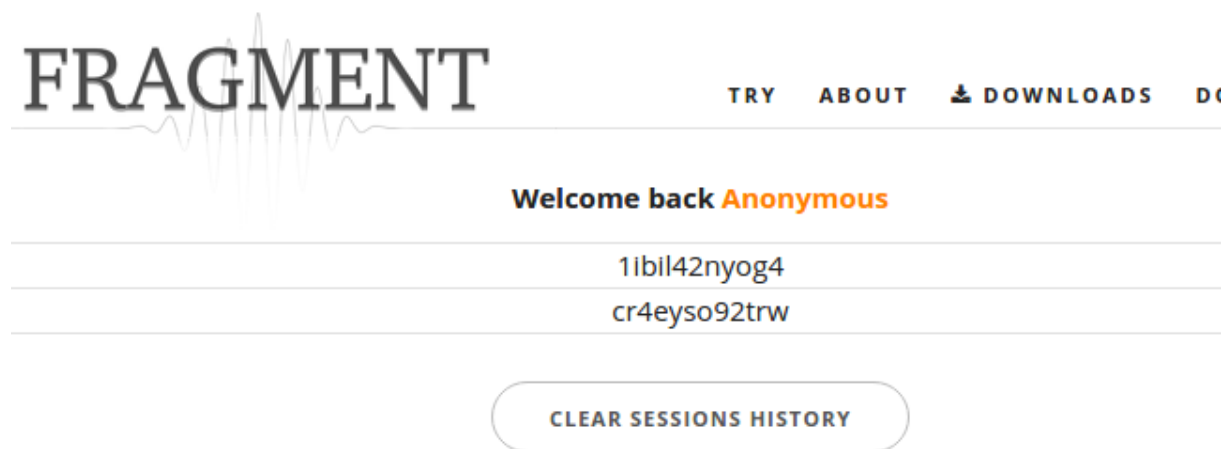 FRAGMENT
TRY ABOUT DOWNLOADS
Welcome back Anonymous
1ibil42nyog4
cr4eyso92trw
CLEAR SESSIONS HISTORY